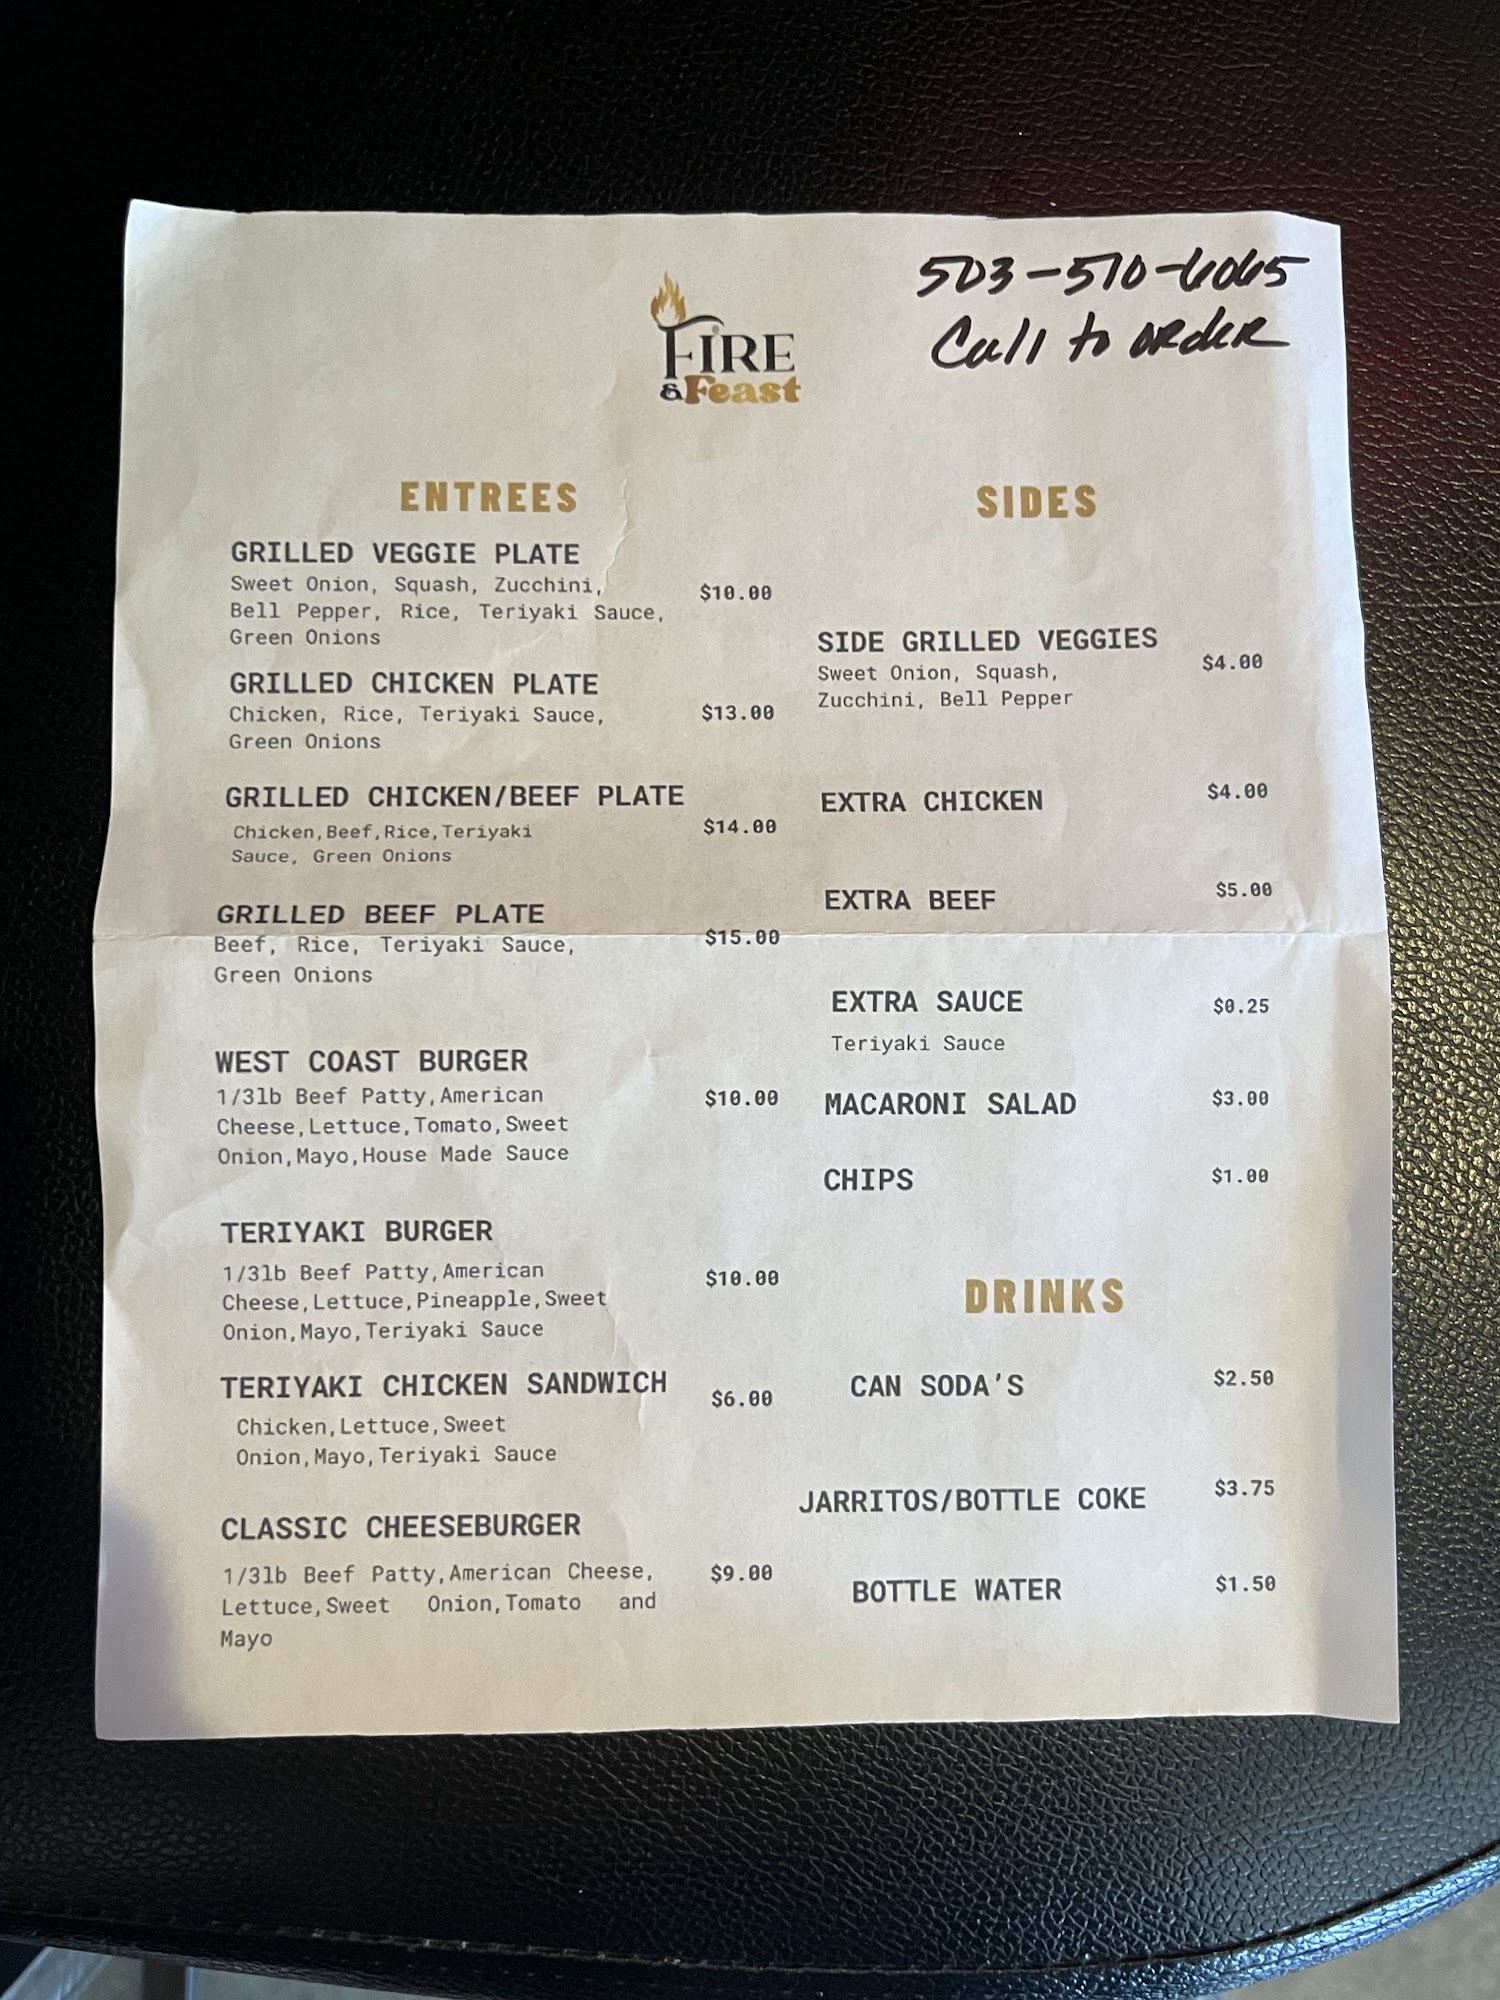 503-510-6065
Call to order
FIRE
&Feast
ENTREES
GRILLED VEGGIE PLATE
Sweet Onion, Squash, Zucchini,
Bell Pepper, Rice, Teriyaki Sauce,
Green Onions
$10.00
GRILLED CHICKEN PLATE
Chicken, Rice, Teriyaki Sauce,
Green Onions
$13.00
GRILLED CHICKEN/BEEF PLATE
Chicken,Beef,Rice,Teriyaki
Sauce, Green Onions
$14.00
GRILLED BEEF PLATE
Beef, Rice, Teriyaki Sauce,
Green Onions
$15.00
WEST COAST BURGER
1/3lb Beef Patty,American
Cheese,Lettuce,Tomato,Sweet
Onion,Mayo,House Made Sauce
$10.00
TERIYAKI BURGER
1/3lb Beef Patty,American
Cheese,Lettuce,Pineapple,Sweet
Onion,Mayo,Teriyaki Sauce
$10.00
TERIYAKI CHICKEN SANDWICH
Chicken,Lettuce,Sweet
Onion,Mayo,Teriyaki Sauce
$6.00
CLASSIC CHEESEBURGER
1/3lb Beef Patty,American Cheese,
Lettuce,Sweet Onion,Tomato and
Mayo
$9.00
SIDES
SIDE GRILLED VEGGIES
Sweet Onion, Squash,
Zucchini, Bell Pepper
$4.00
EXTRA CHICKEN
$4.00
EXTRA BEEF
$5.00
EXTRA SAUCE
Teriyaki Sauce
$0.25
MACARONI SALAD
$3.00
CHIPS
$1.00
DRINKS
CAN SODA'S
$2.50
JARRITOS/BOTTLE COKE
$3.75
BOTTLE WATER
$1.50